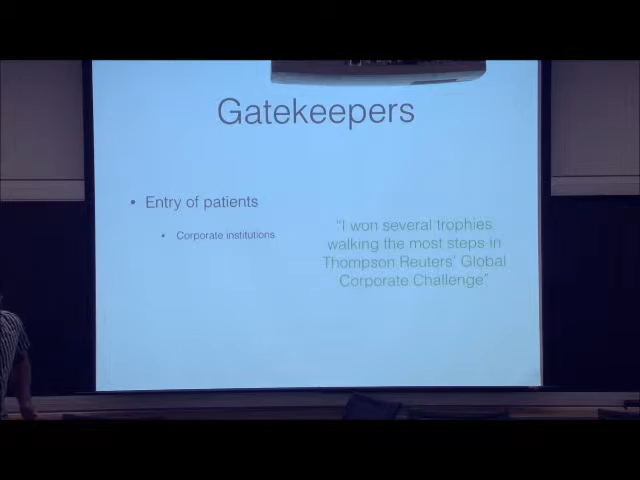 Gatekeepers
• Entry of patients
• Corporate institutions
"I won several trophies
walking the most steps in
Thompson Reuters' Global
Corporate Challenge"